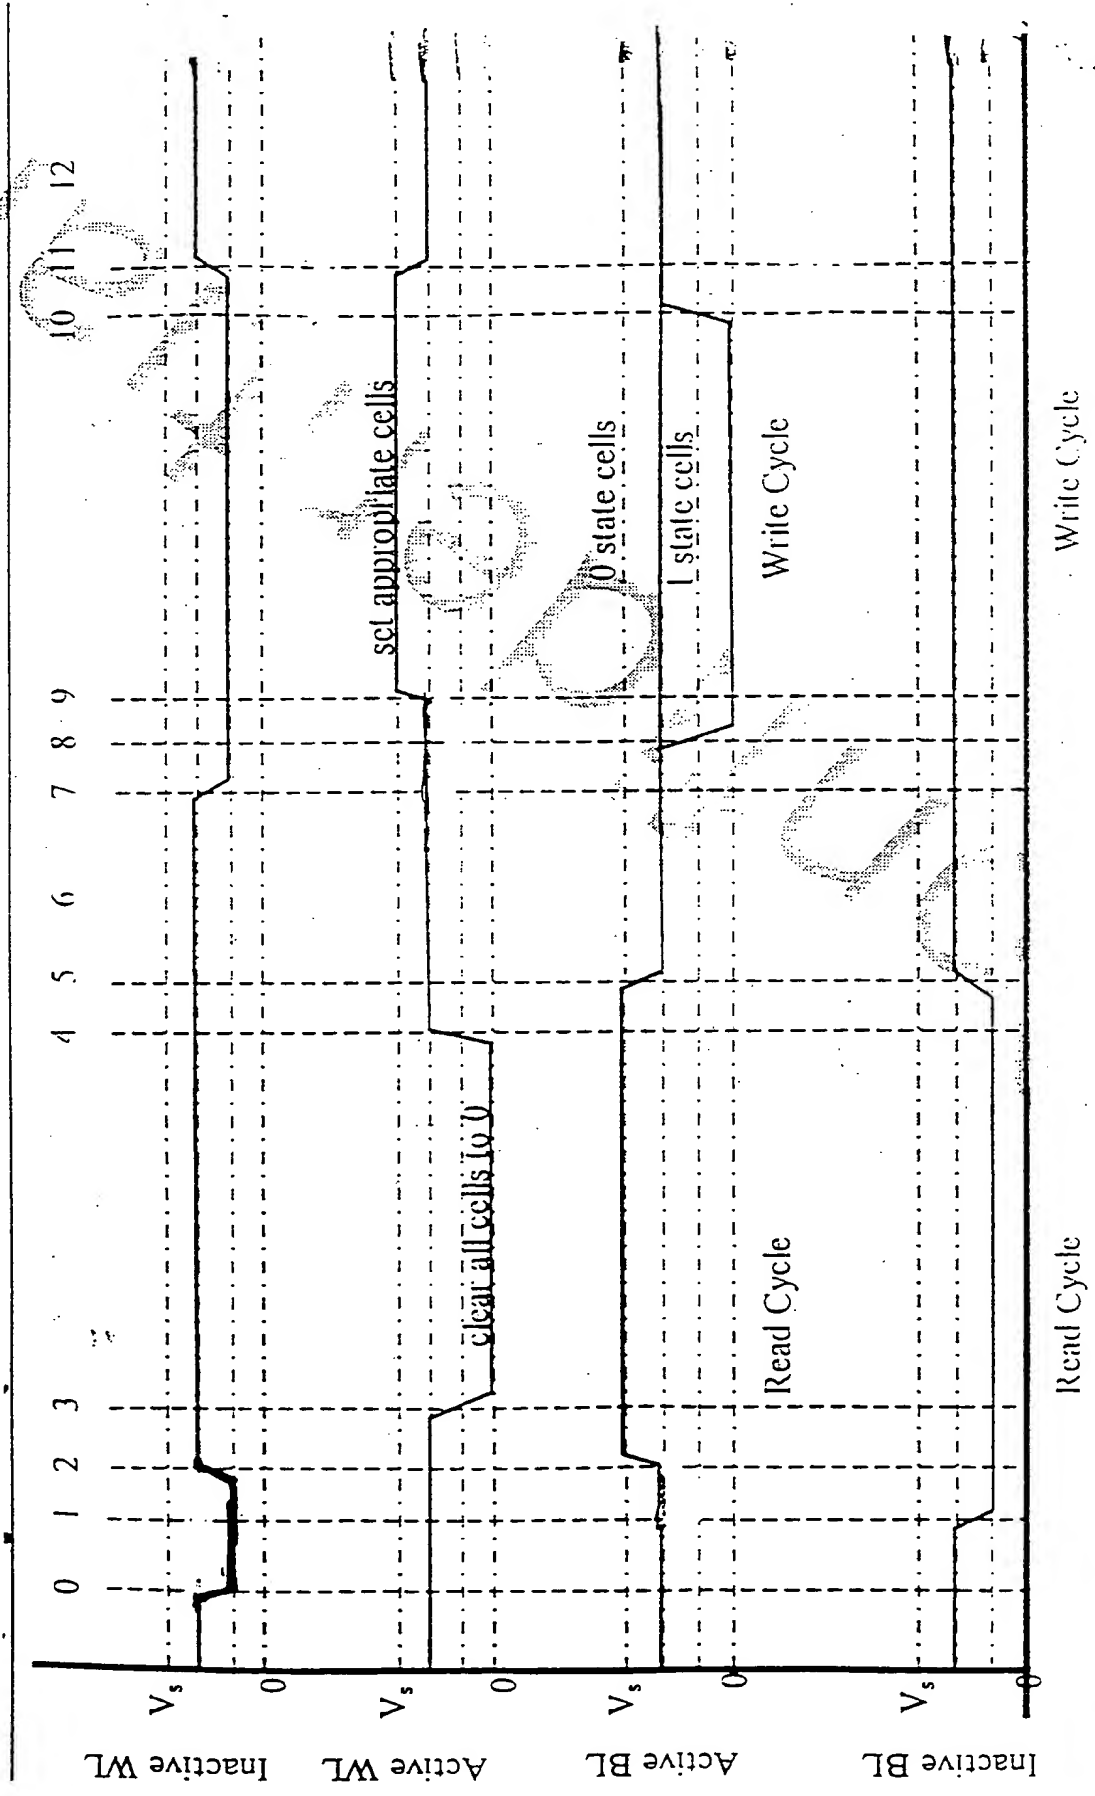 0 1 2 3 4 5 6 7 8 9 10 11 12
Inactive WL
Vs
0
Active WL
Vs
0
clear all cells to 0
set appropriate cells
Active BL
Vs
0
0 state cells
1 state cells
Read Cycle
Write Cycle
Inactive BL
Vs
0
Read Cycle
Write Cycle